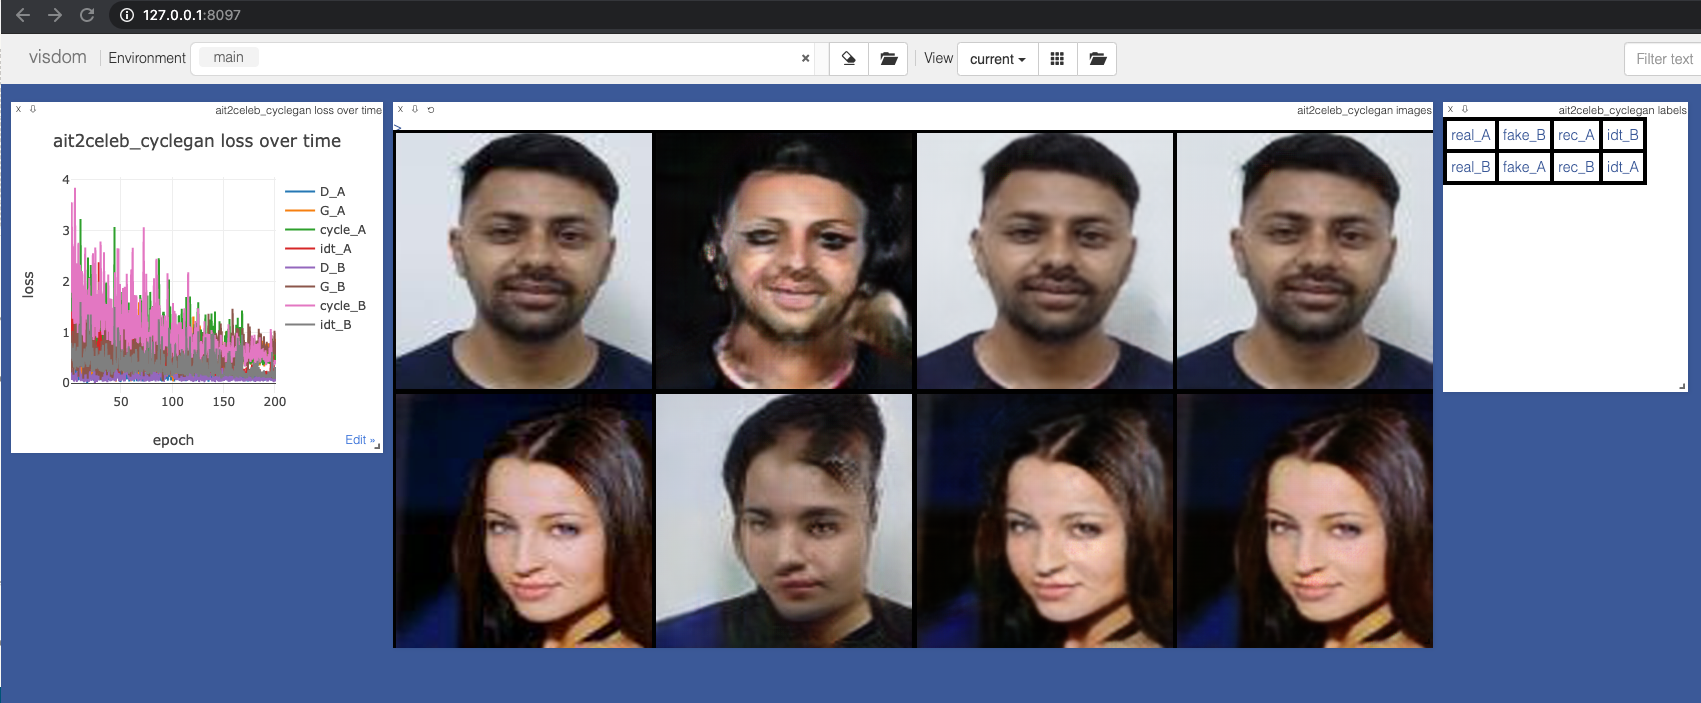 127.0.0.1:8097
visdom Environment main × View current Filter text
x ait2celeb_cyclegan loss over time
ait2celeb_cyclegan loss over time
4
3
2
1
0
loss
50 100 150 200
epoch
D_A
G_A
cycle_A
idt_A
D_B
G_B
cycle_B
idt_B
Edit »
x ait2celeb_cyclegan images
>
x ait2celeb_cyclegan labels
real_A fake_B rec_A idt_B
real_B fake_A rec_B idt_A